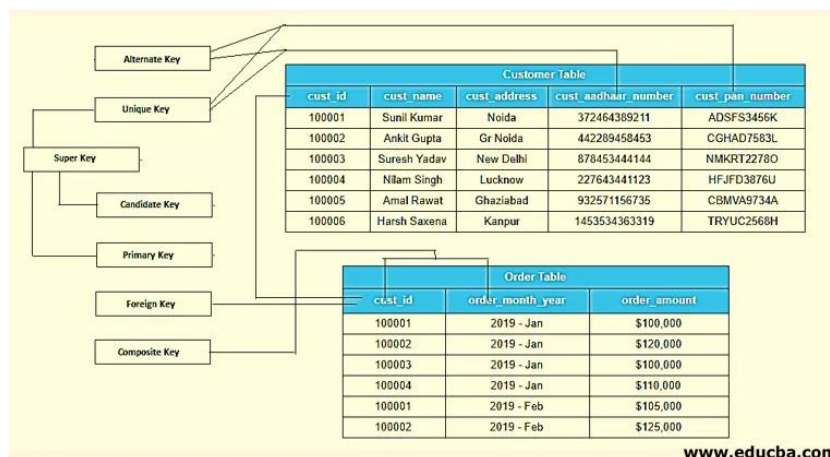 Alternate Key
Unique Key
Super Key
Candidate Key
Primary Key
Foreign Key
Composite Key
Customer Table
cust_id cust_name cust_address cust_aadhaar_number cust_pan_number
100001 Sunil Kumar Noida 372464389211 ADSFS3456K
100002 Ankit Gupta Gr Noida 442289458453 CGHAD7583L
100003 Suresh Yadav New Delhi 878453444144 NMKRT2278O
100004 Nilam Singh Lucknow 227643441123 HFJFD3876U
100005 Amal Rawat Ghaziabad 932571156735 CBMVA9734A
100006 Harsh Saxena Kanpur 1453534363319 TRYUC2568H
Order Table
cust_id order_month_year order_amount
100001 2019 - Jan $100,000
100002 2019 - Jan $120,000
100003 2019 - Jan $100,000
100004 2019 - Jan $110,000
100001 2019 - Feb $105,000
100002 2019 - Feb $125,000
www.educba.com